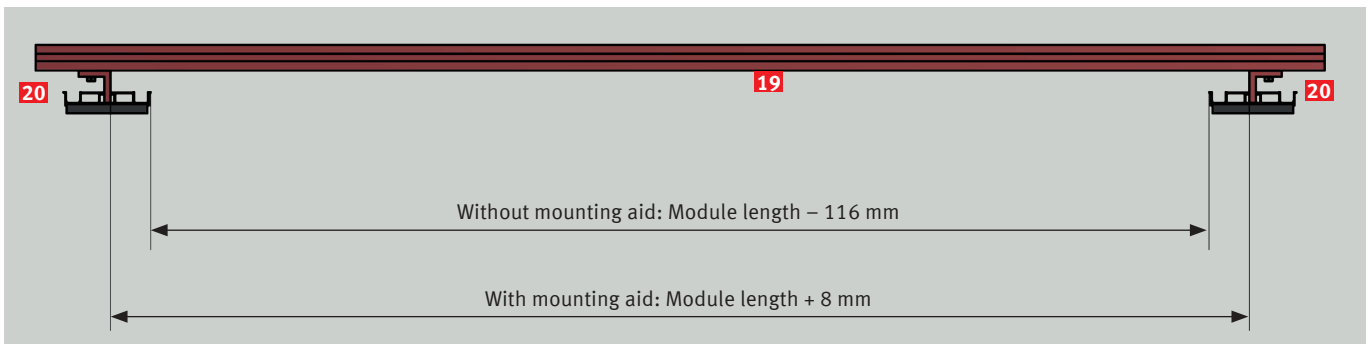 20
19
20
Without mounting aid: Module length – 116 mm
With mounting aid: Module length + 8 mm